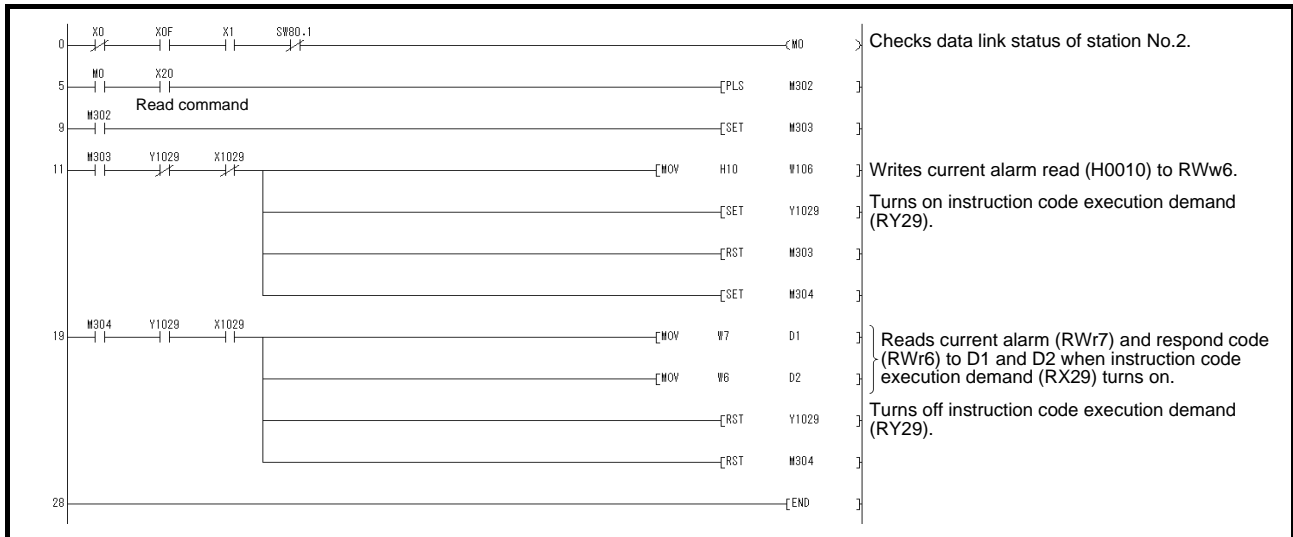 X0 X0F X1 SW80.1
0 (M0 ) Checks data link status of station No.2.
M0 X20
5 [PLS M302 ]
Read command
M302
9 [SET M303 ]
M303 Y1029 X1029
11 [MOV H10 W106 ] Writes current alarm read (H0010) to RWw6.
[SET Y1029 ] Turns on instruction code execution demand
(RY29).
[RST M303 ]
[SET M304 ]
M304 Y1029 X1029
19 [MOV W7 D1 ] Reads current alarm (RWr7) and respond code
(RWr6) to D1 and D2 when instruction code
[MOV W6 D2 ] execution demand (RX29) turns on.
[RST Y1029 ] Turns off instruction code execution demand
(RY29).
[RST M304 ]
28 [END ]